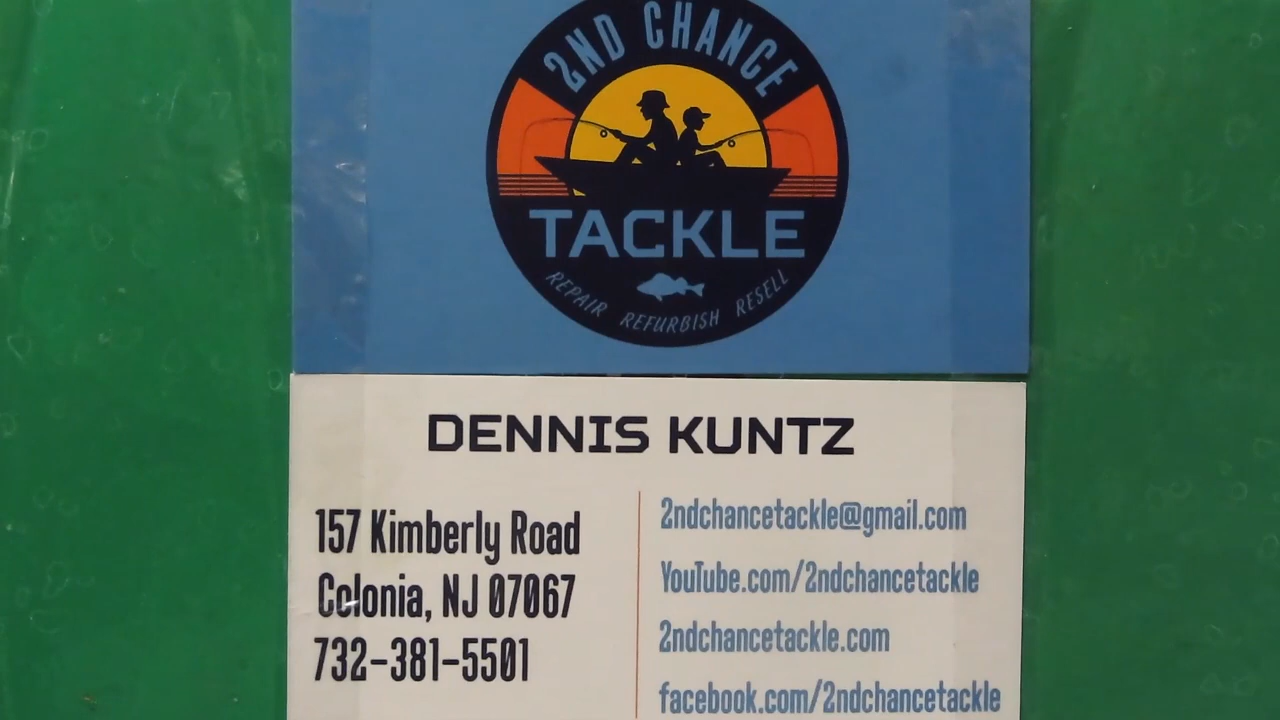 2ND CHANCE
TACKLE
REPAIR REFURBISH RESELL
DENNIS KUNTZ
157 Kimberly Road
Colonia, NJ 07067
732-381-5501
2ndchancetackle@gmail.com
YouTube.com/2ndchancetackle
2ndchancetackle.com
facebook.com/2ndchancetackle